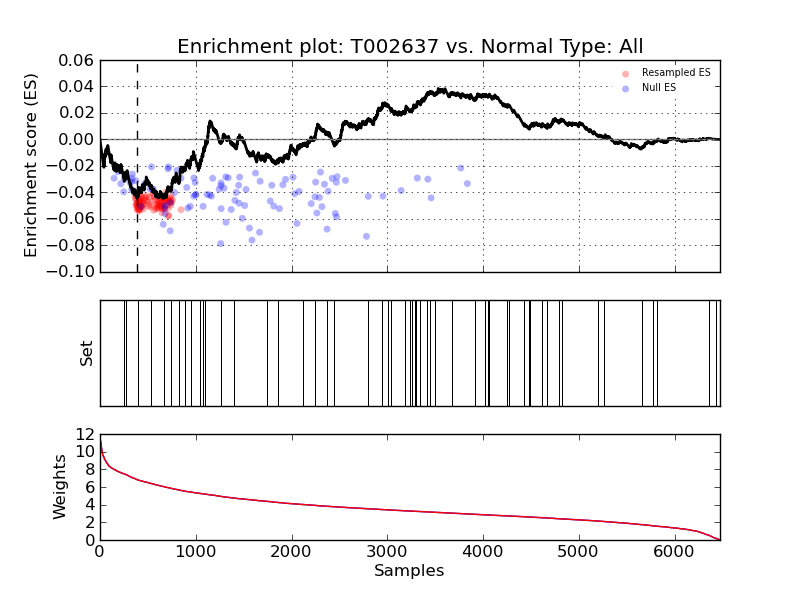 Enrichment plot: T002637 vs. Normal Type: All
Enrichment score (ES)
0.06
0.04
0.02
0.00
−0.02
−0.04
−0.06
−0.08
−0.10
Resampled ES
Null ES
Set
Weights
12
10
8
6
4
2
0
0 1000 2000 3000 4000 5000 6000
Samples